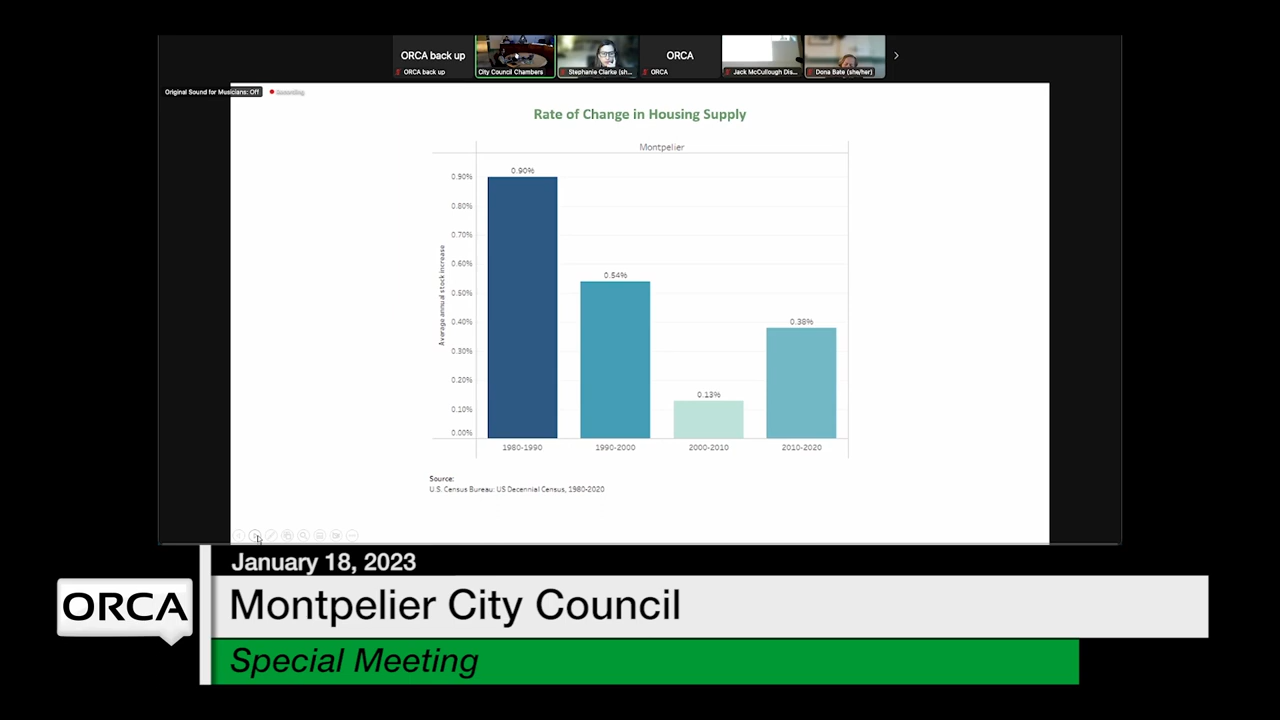 ORCA back up
ORCA
ORCA back up
City Council Chambers
Stephanie Clarke (sh...
ORCA
Jack McCullough Dis...
Dona Bate (she/her)
Original Sound for Musicians: Off
Recording
Rate of Change in Housing Supply
Montpelier
Average annual stock increase
0.90%
0.80%
0.70%
0.60%
0.50%
0.40%
0.30%
0.20%
0.10%
0.00%
0.90%
0.54%
0.13%
0.38%
1980-1990
1990-2000
2000-2010
2010-2020
Source:
U.S. Census Bureau: US Decennial Census, 1980-2020
January 18, 2023
ORCA
Montpelier City Council
Special Meeting